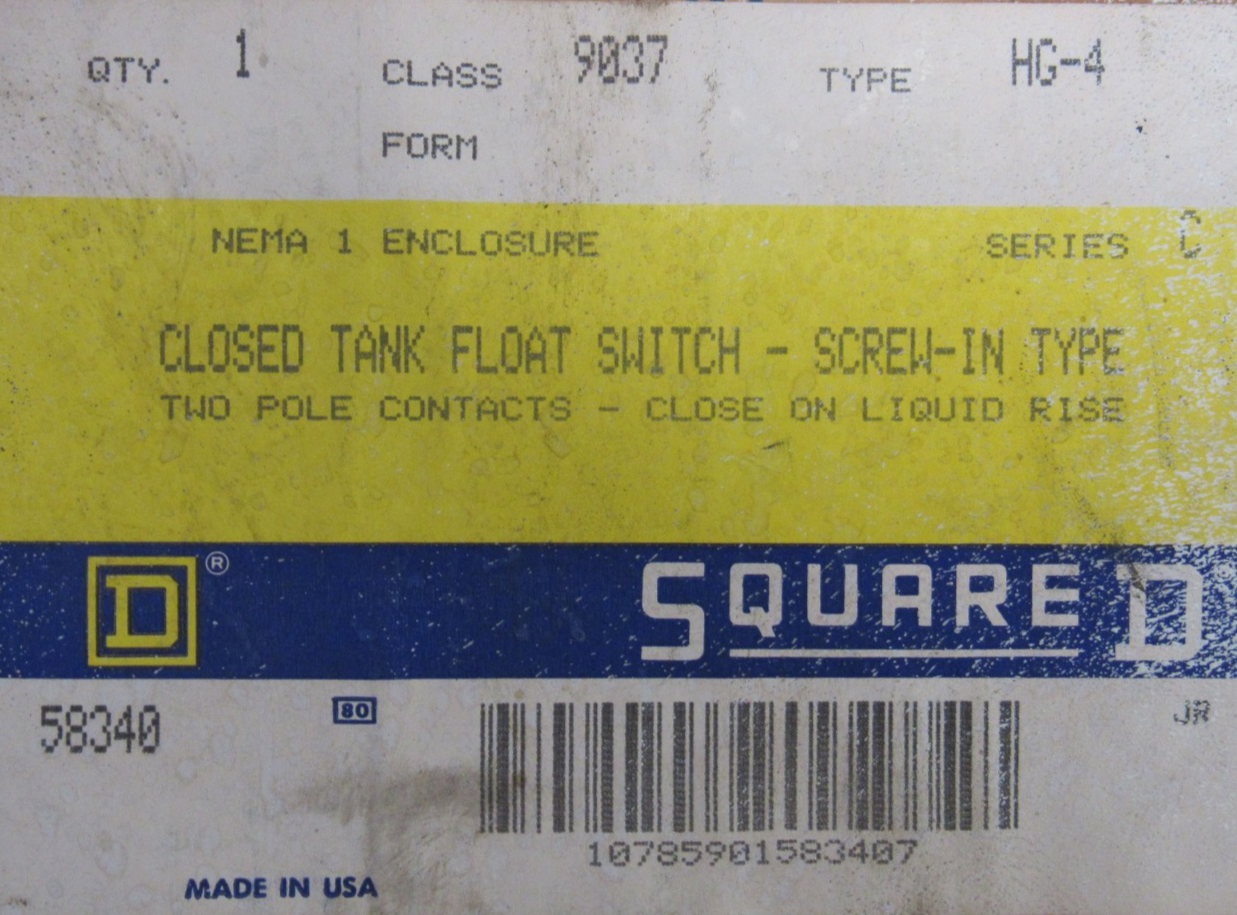 QTY. 1 CLASS 9037 TYPE HG-4
FORM
NEMA 1 ENCLOSURE SERIES C
CLOSED TANK FLOAT SWITCH - SCREW-IN TYPE
TWO POLE CONTACTS - CLOSE ON LIQUID RISE
D ® SQUARE D
58340 80 JR
10785901583407
MADE IN USA